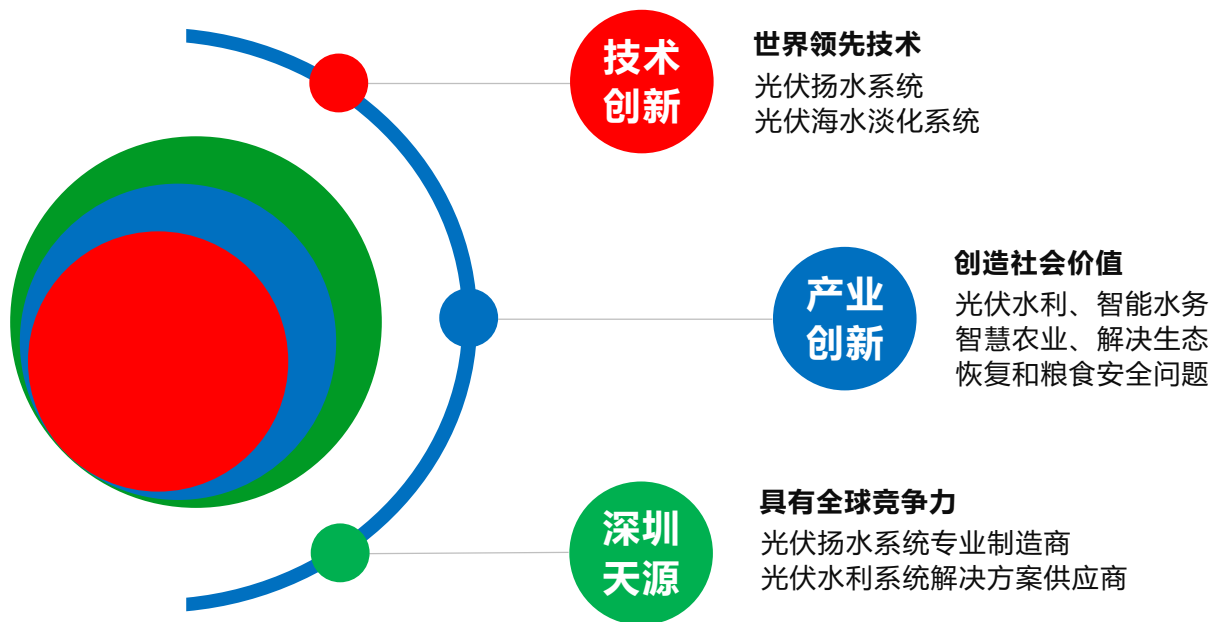 技术
创新
世界领先技术
光伏扬水系统
光伏海水淡化系统
产业
创新
创造社会价值
光伏水利、智能水务
智慧农业、解决生态
恢复和粮食安全问题
深圳
天源
具有全球竞争力
光伏扬水系统专业制造商
光伏水利系统解决方案供应商